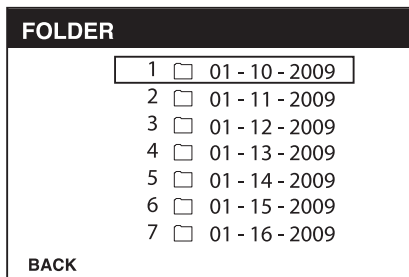 FOLDER
1 01 - 10 - 2009
2 01 - 11 - 2009
3 01 - 12 - 2009
4 01 - 13 - 2009
5 01 - 14 - 2009
6 01 - 15 - 2009
7 01 - 16 - 2009
BACK